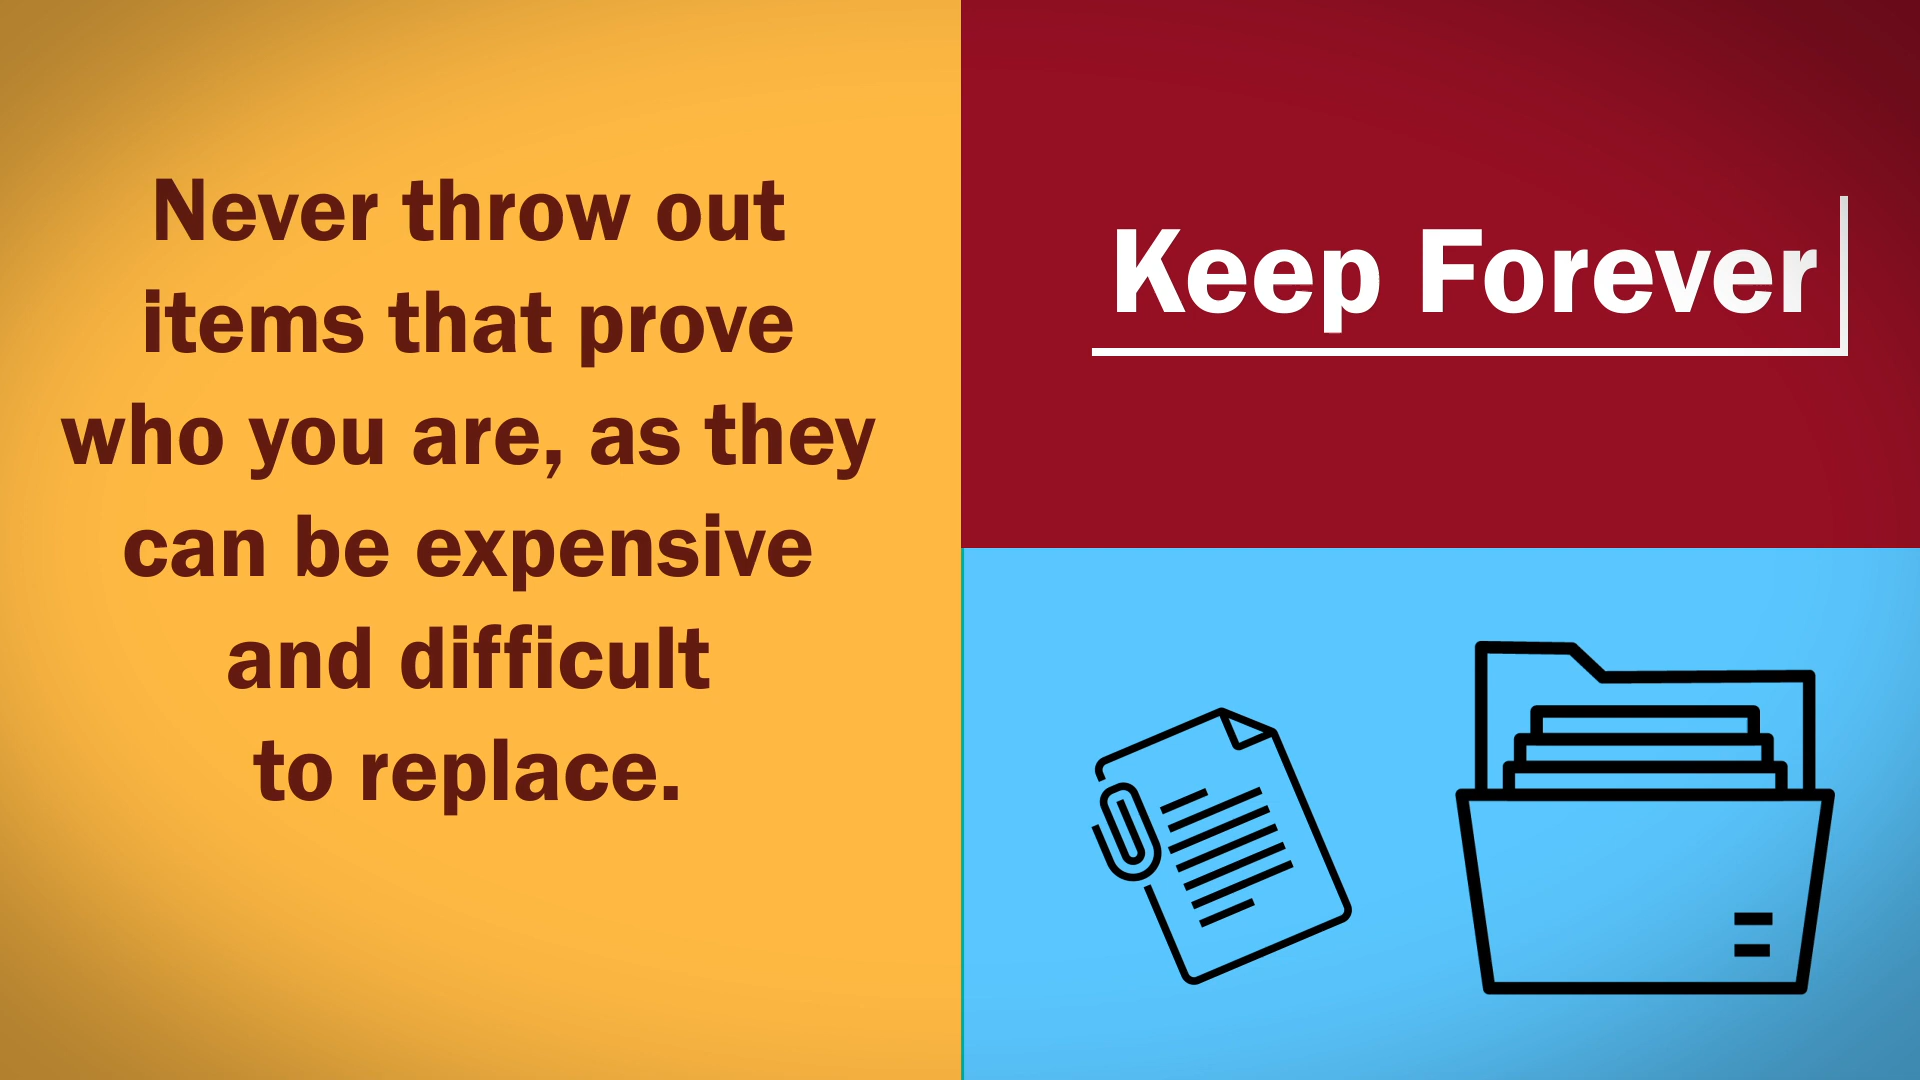 Never throw out
items that prove
who you are, as they
can be expensive
and difficult
to replace.
Keep Forever